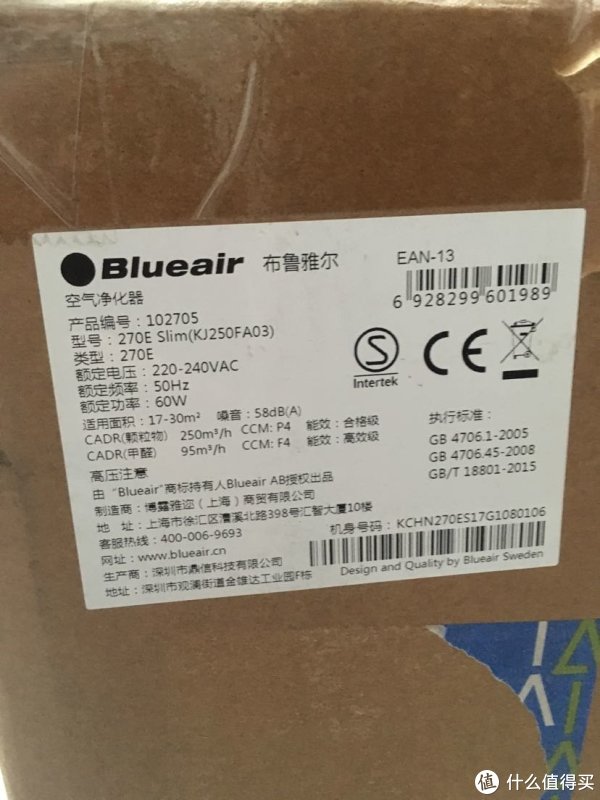 Blueair 布鲁雅尔
EAN-13
6 928299 601989
空气净化器
产品编号：102705
型号：270E Slim(KJ250FA03)
类型：270E
额定电压：220-240VAC
额定频率：50Hz
额定功率：60W
适用面积：17-30m² 噪音：58dB(A)
CADR(颗粒物) 250m³/h CCM: P4 能效：合格级
CADR(甲醛) 95m³/h CCM: F4 能效：高效级
S
Intertek
CE
执行标准：
GB 4706.1-2005
GB 4706.45-2008
GB/T 18801-2015
高压注意
由 "Blueair"商标持有人Blueair AB授权出品
制造商：博露雅迩（上海）商贸有限公司
地 址：上海市徐汇区漕溪北路398号汇智大厦10楼
客服热线：400-006-9693
网址：www.blueair.cn
生产商：深圳市鼎信科技有限公司
地址：深圳市观澜街道金雄达工业园F栋
机身号码：KCHN270ES17G1080106
Design and Quality by Blueair Sweden
值 什么值得买